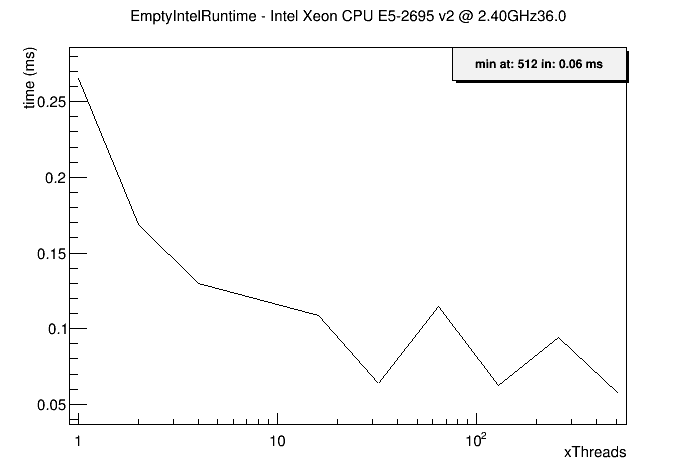 EmptyIntelRuntime - Intel Xeon CPU E5-2695 v2 @ 2.40GHz36.0
min at: 512 in: 0.06 ms
time (ms)
0.25
0.2
0.15
0.1
0.05
1 10 10²
xThreads